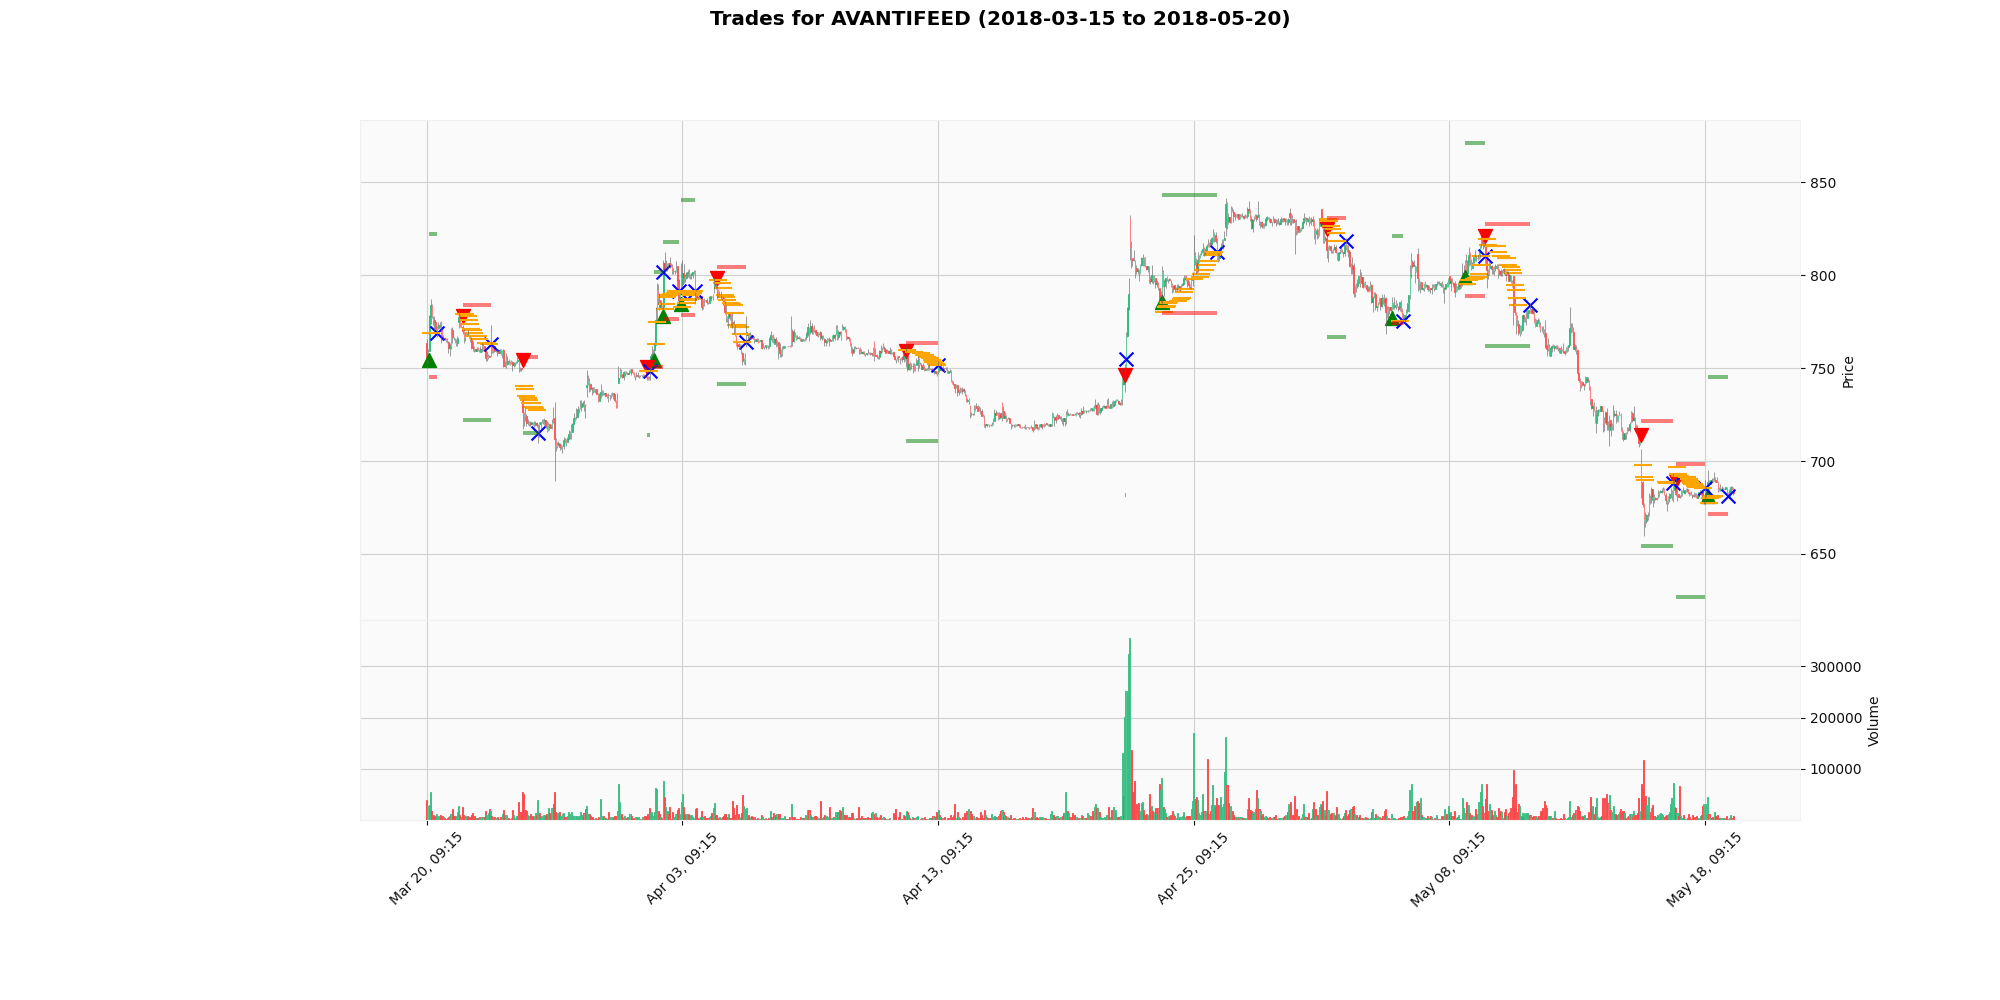 Trades for AVANTIFEED (2018-03-15 to 2018-05-20)
850
800
750
700
650
Price
300000
200000
100000
Volume
Mar 20, 09:15
Apr 03, 09:15
Apr 13, 09:15
Apr 25, 09:15
May 08, 09:15
May 18, 09:15